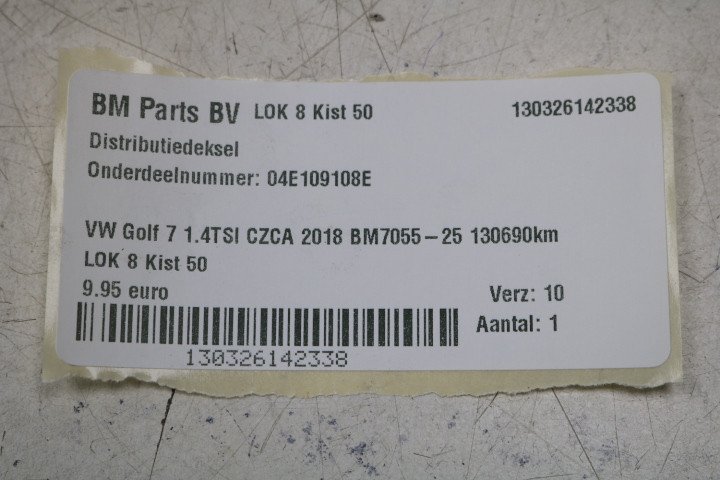 BM Parts BV LOK 8 Kist 50 130326142338
Distributiedeksel
Onderdeelnummer: 04E109108E
VW Golf 7 1.4TSI CZCA 2018 BM7055-25 130690km
LOK 8 Kist 50
9.95 euro Verz: 10
Aantal: 1
130326142338